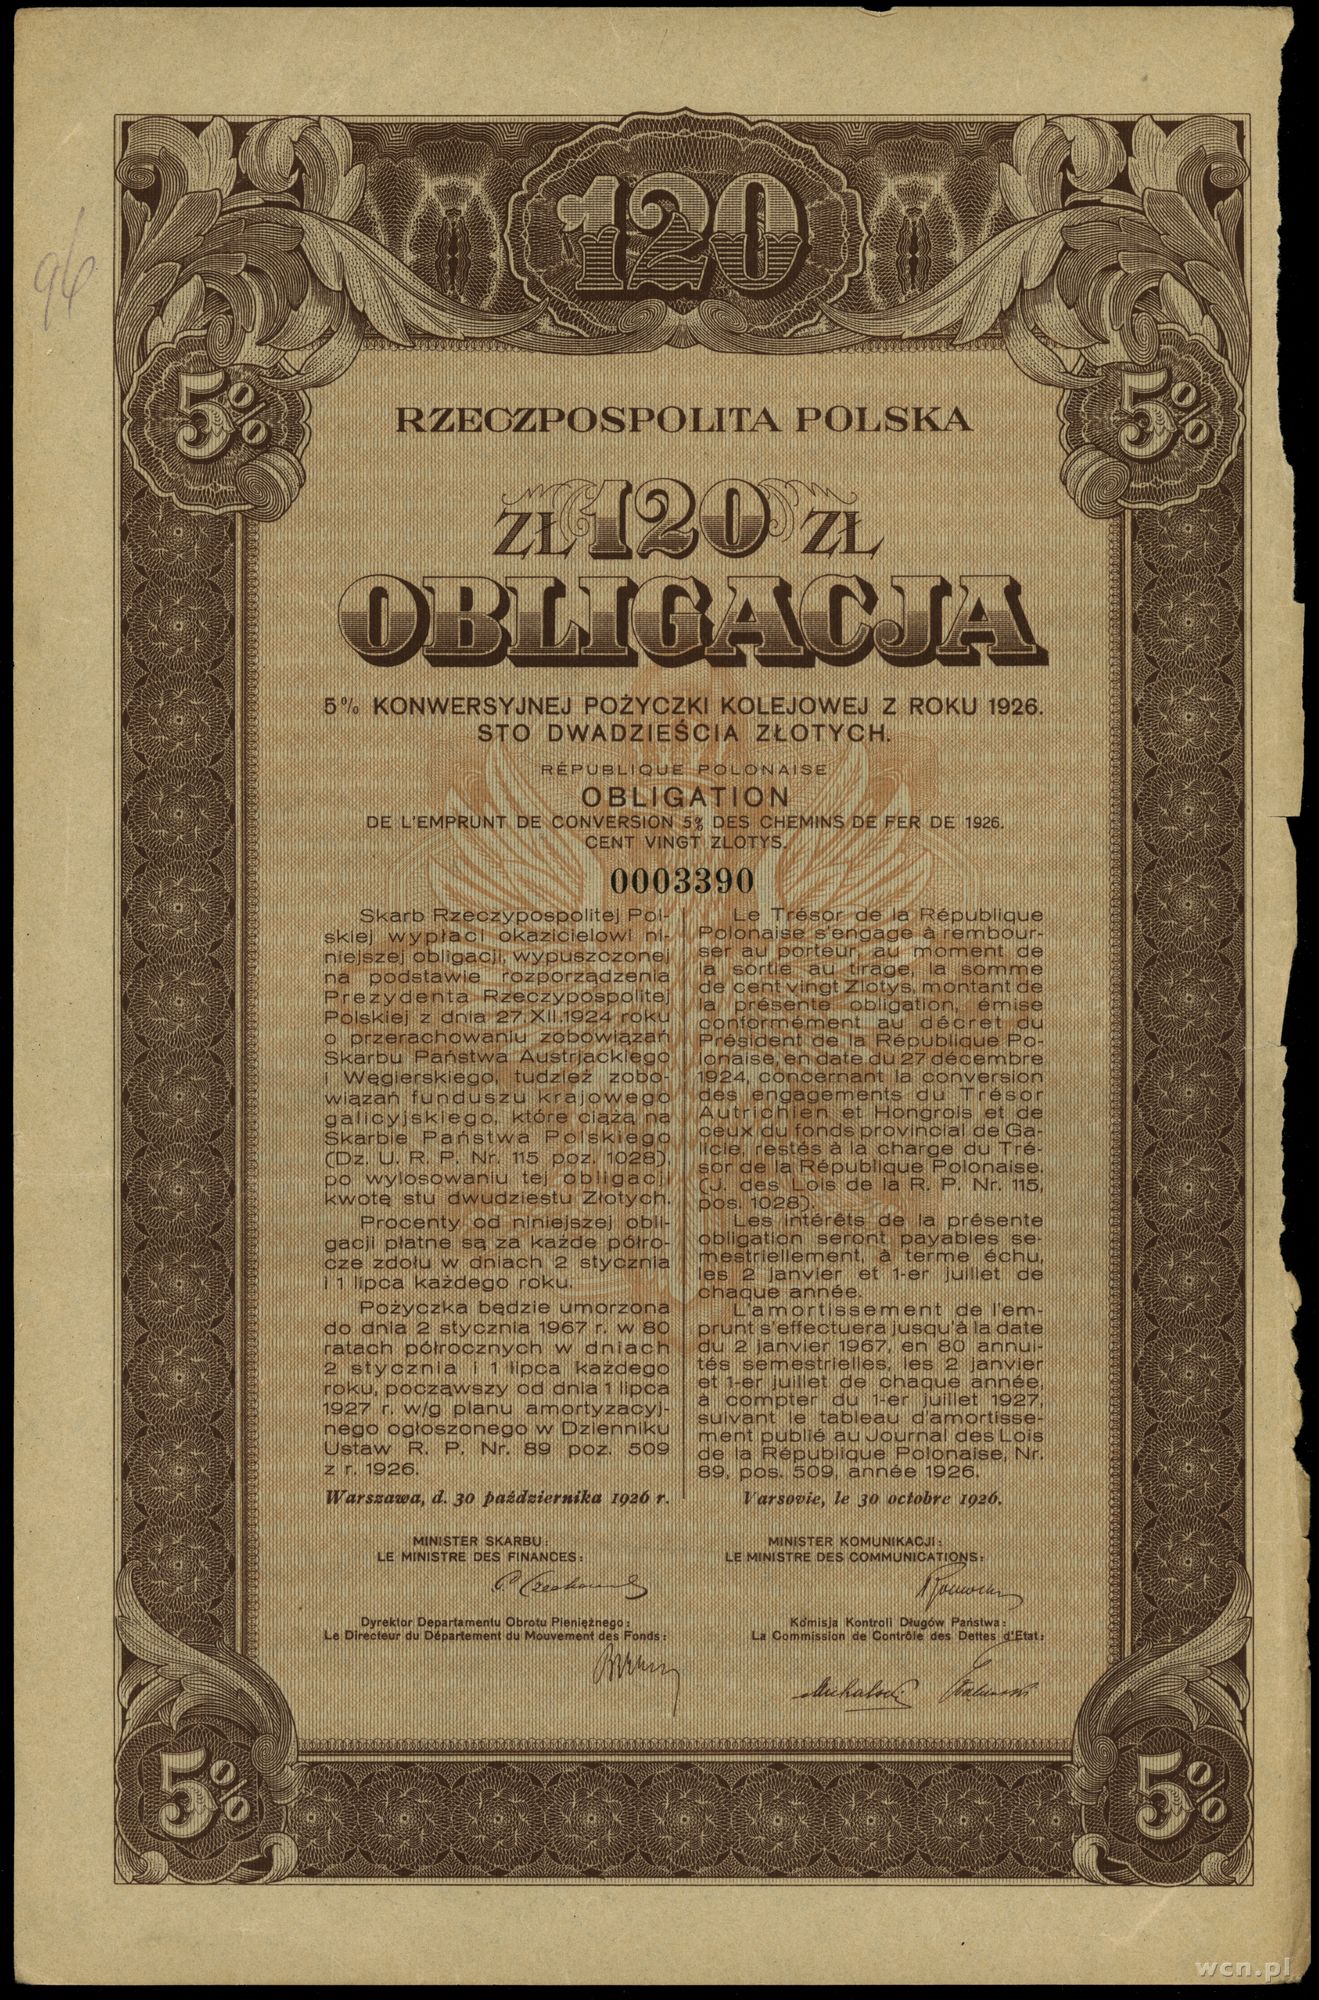 120
96
5%
5%
RZECZPOSPOLITA POLSKA
ZŁ 120 ZŁ
OBLIGACJA
5% KONWERSYJNEJ POŻYCZKI KOLEJOWEJ Z ROKU 1926.
STO DWADZIEŚCIA ZŁOTYCH.
RÉPUBLIQUE POLONAISE
OBLIGATION
DE L'EMPRUNT DE CONVERSION 5% DES CHEMINS DE FER DE 1926.
CENT VINGT ZLOTYS.
0003390
Skarb Rzeczypospolitej Pol-
skiej wypłaci okazicielowi ni-
niejszej obligacji, wypuszczonej
na podstawie rozporządzenia
Prezydenta Rzeczypospolitej
Polskiej z dnia 27.XII.1924 roku
o przerachowaniu zobowiązań
Skarbu Państwa Austrjackiego
i Węgierskiego, tudzież zobo-
wiązań funduszu krajowego
galicyjskiego, które ciążą na
Skarbie Państwa Polskiego
(Dz. U. R. P. Nr. 115 poz. 1028),
po wylosowaniu tej obligacji
kwotę stu dwudziestu Złotych.
Procenty od niniejszej obli-
gacji płatne są za każde półro-
cze zdołu w dniach 2 stycznia
i 1 lipca każdego roku.
Pożyczka będzie umorzona
do dnia 2 stycznia 1967 r. w 80
ratach półrocznych w dniach
2 stycznia i 1 lipca każdego
roku, począwszy od dnia 1 lipca
1927 r. w/g planu amortyzacyj-
nego ogłoszonego w Dzienniku
Ustaw R. P. Nr. 89 poz. 509
z r. 1926.
Warszawa, d. 30 października 1926 r.
Le Trésor de la République
Polonaise s'engage à rembour-
ser au porteur, au moment de
la sortie au tirage, la somme
de cent vingt Zlotys, montant de
la présente obligation, émise
conformément au décret du
Président de la République Po-
lonaise, en date du 27 décembre
1924, concernant la conversion
des engagements du Trésor
Autrichien et Hongrois et de
ceux du fonds provincial de Ga-
licie, restés à la charge du Tré-
sor de la République Polonaise.
(J. des Lois de la R. P. Nr. 115,
pos. 1028).
Les intérêts de la présente
obligation seront payables se-
mestriellement, à terme échu,
les 2 janvier et 1-er juillet de
chaque année.
L'amortissement de l'em-
prunt s'effectuera jusqu'à la date
du 2 janvier 1967, en 80 annui-
tés semestrielles, les 2 janvier
et 1-er juillet de chaque année,
à compter du 1-er juillet 1927,
suivant le tableau d'amortisse-
ment publié au Journal des Lois
de la République Polonaise, Nr.
89, pos. 509, année 1926.
Varsovie, le 30 octobre 1926.
MINISTER SKARBU:
LE MINISTRE DES FINANCES:
MINISTER KOMUNIKACJI:
LE MINISTRE DES COMMUNICATIONS:
Dyrektor Departamentu Obrotu Pieniężnego:
Le Directeur du Département du Mouvement des Fonds:
Komisja Kontroli Długów Państwa:
La Commission de Contrôle des Dettes d'Etat:
5%
5%
wcn.pl